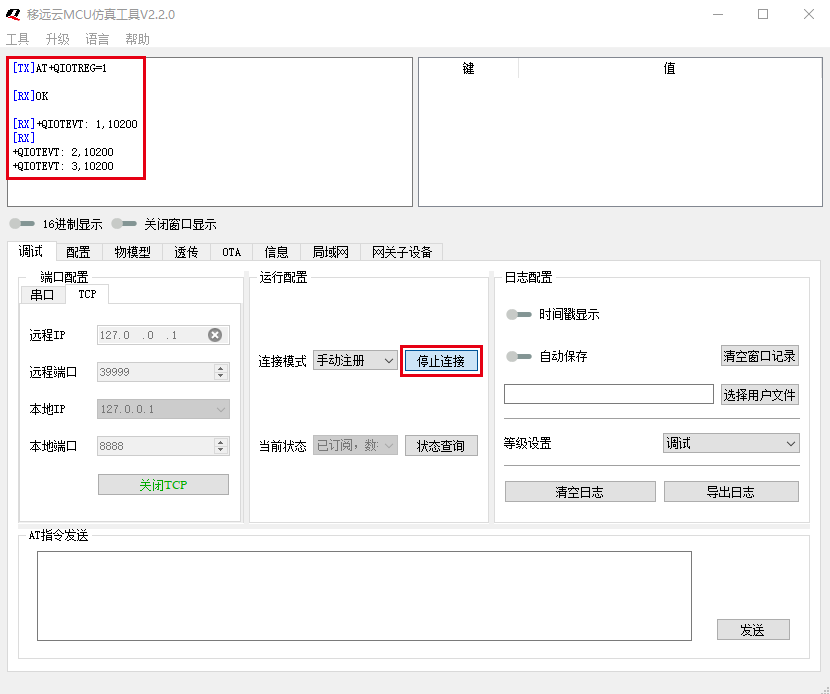 移远云MCU仿真工具V2.2.0
工具 升级 语言 帮助
[TX]AT+QIOTREG=1
[RX]OK
[RX]+QIOTEVT: 1,10200
[RX]
+QIOTEVT: 2,10200
+QIOTEVT: 3,10200
键 值
16进制显示 关闭窗口显示
调试 配置 物模型 透传 OTA 信息 局域网 网关子设备
端口配置
串口 TCP
远程IP 127.0 .0 .1
远程端口 39999
本地IP 127.0.0.1
本地端口 8888
关闭TCP
运行配置
连接模式 手动注册 停止连接
当前状态 已订阅，数 状态查询
日志配置
时间戳显示
自动保存 清空窗口记录
选择用户文件
等级设置 调试
清空日志 导出日志
AT指令发送
发送